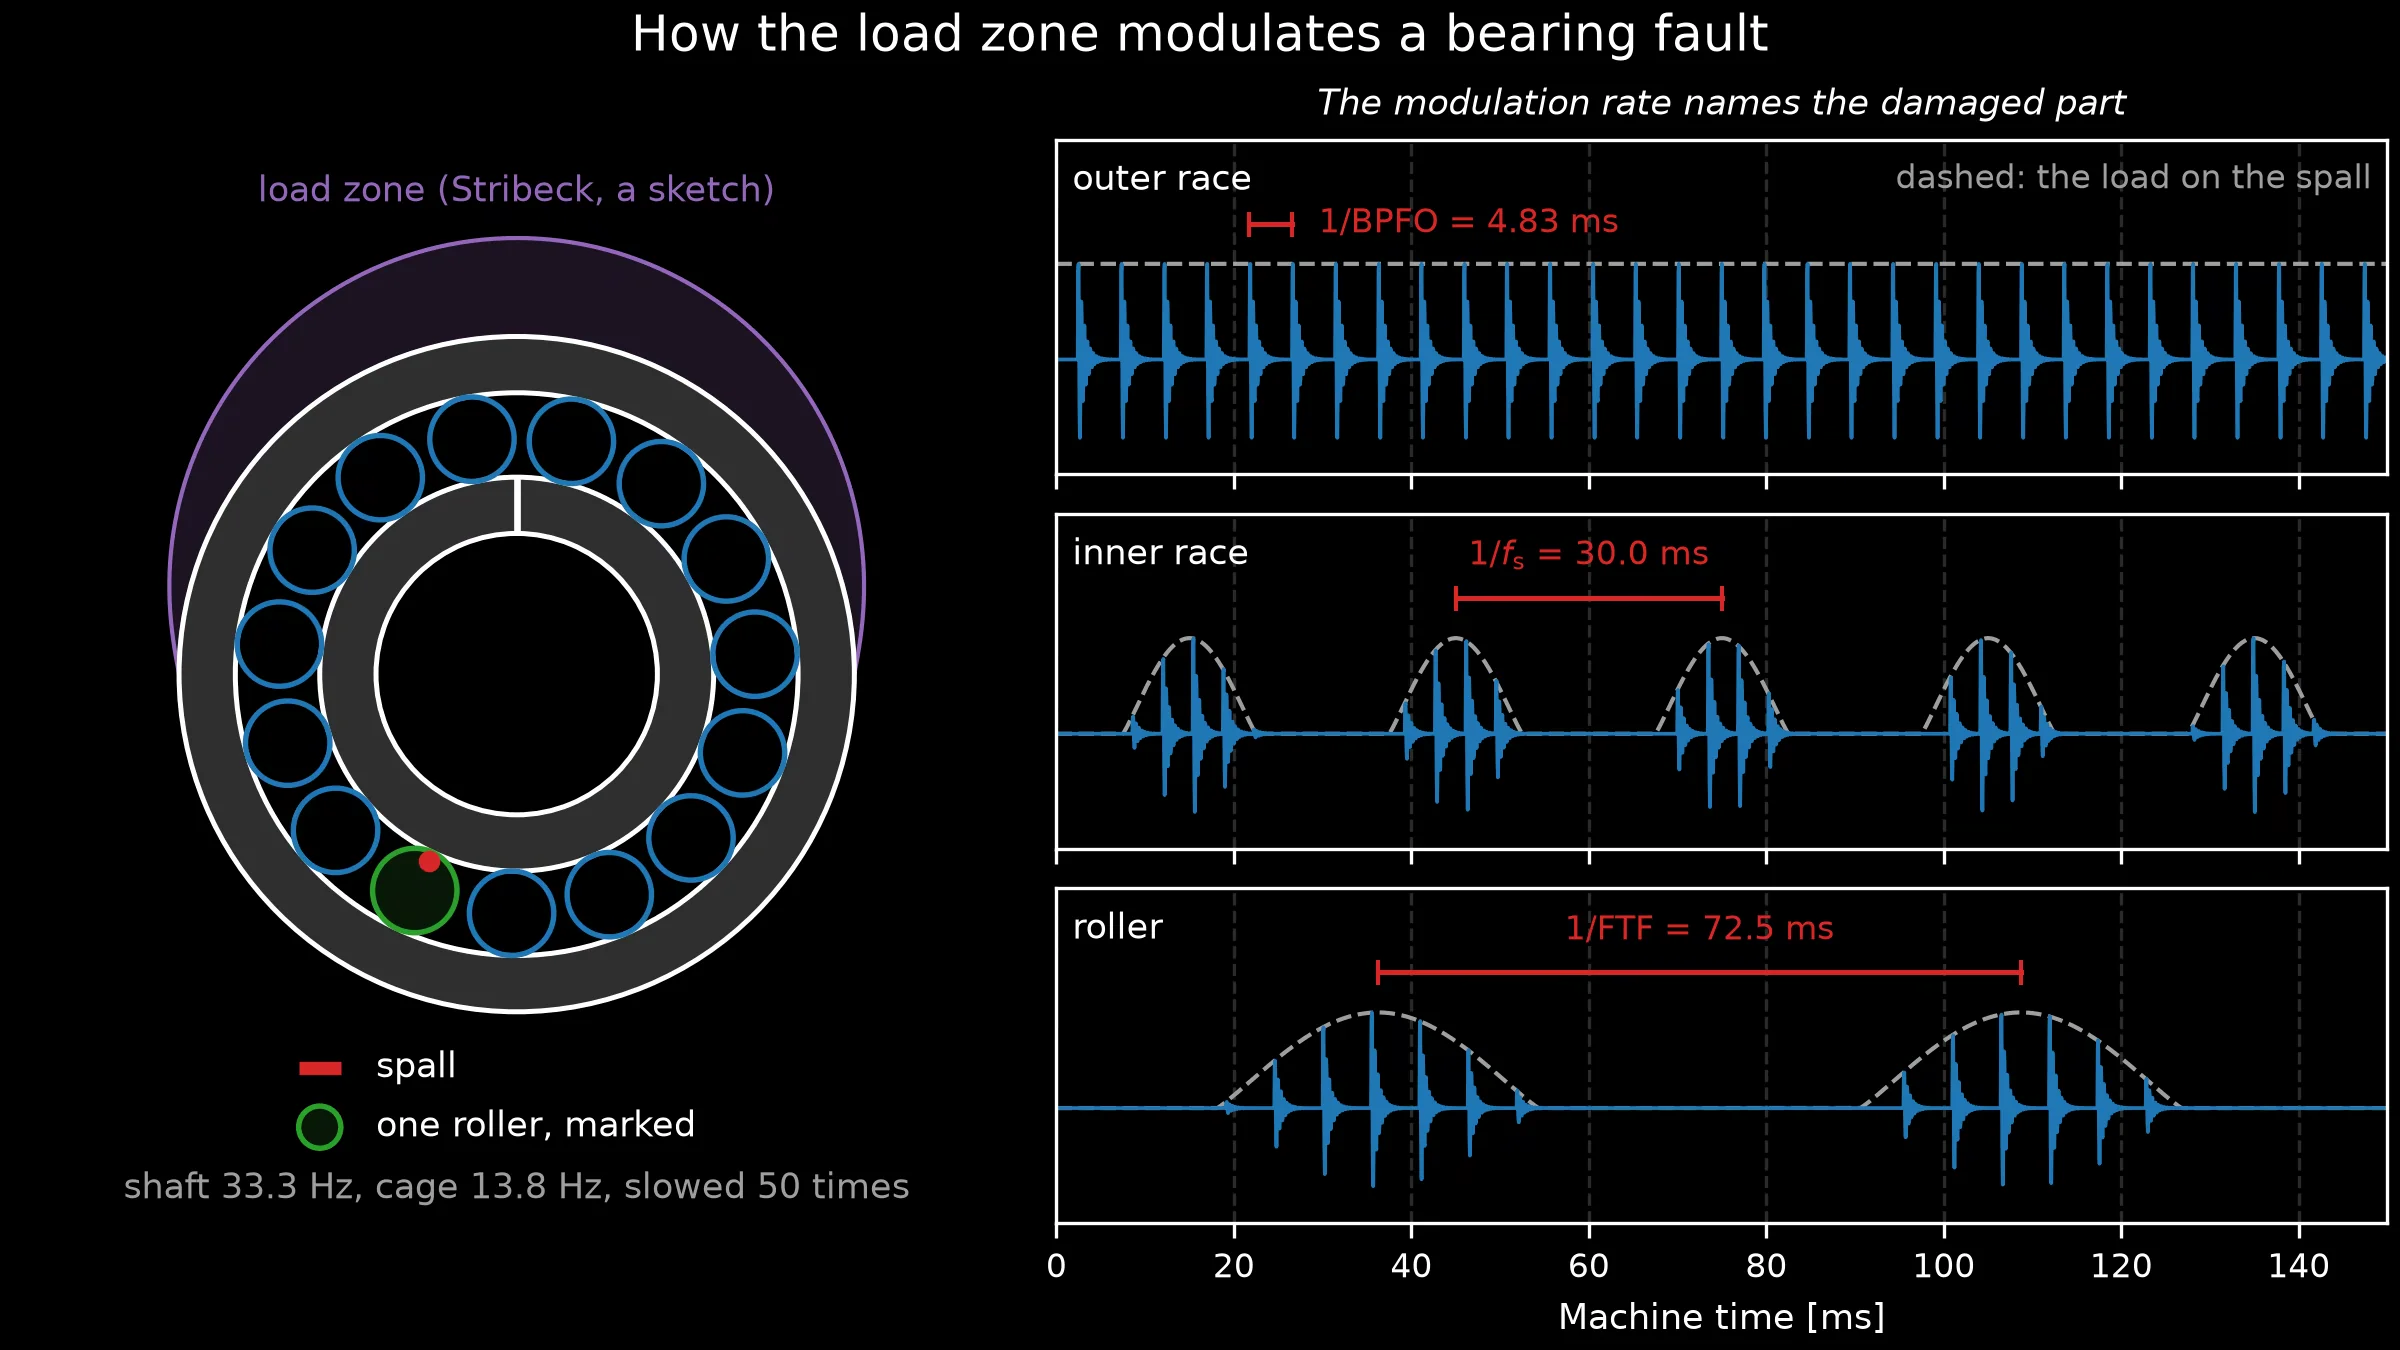 How the load zone modulates a bearing fault
The modulation rate names the damaged part
load zone (Stribeck, a sketch)
outer race
dashed: the load on the spall
1/BPFO = 4.83 ms
inner race
1/fs = 30.0 ms
roller
1/FTF = 72.5 ms
spall
one roller, marked
shaft 33.3 Hz, cage 13.8 Hz, slowed 50 times
0 20 40 60 80 100 120 140
Machine time [ms]